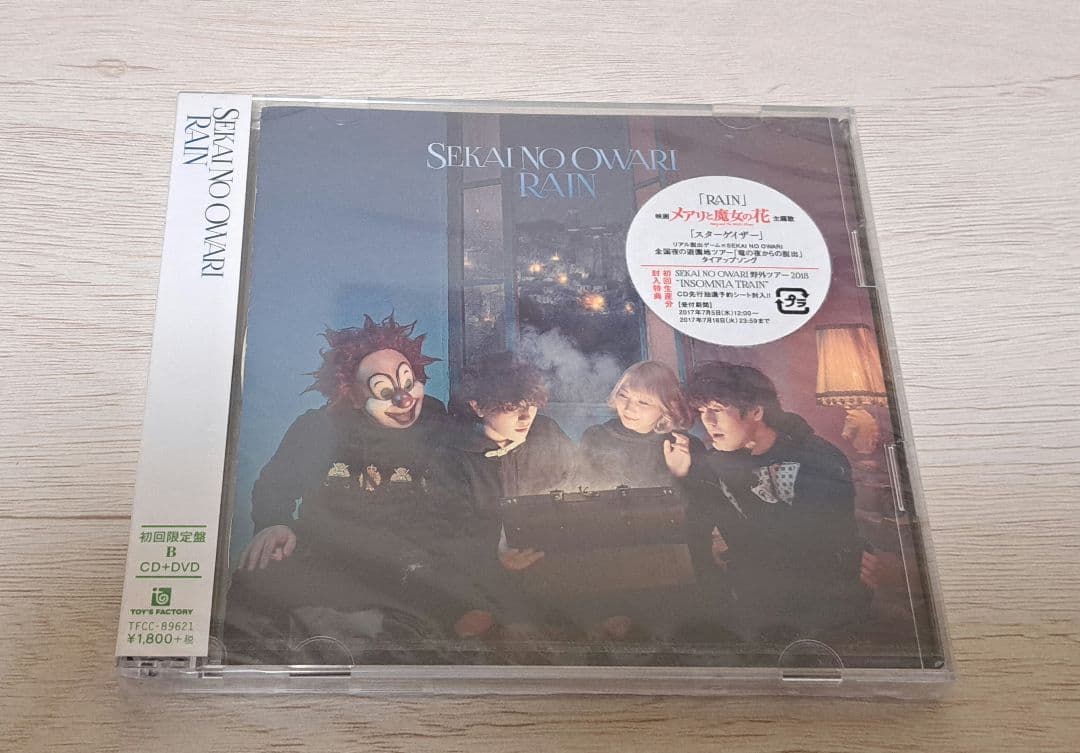 SEKAI NO OWARI
RAIN
初回限定盤
B
CD+DVD
TOY'S FACTORY
TFCC-89621
¥1,800+税
SEKAI NO OWARI
RAIN
「RAIN」
映画 メアリと魔女の花 主題歌
「スターゲイザー」
リアル脱出ゲーム×SEKAI NO OWARI
全国夜の遊園地ツアー「竜の夜からの脱出」
タイアップソング
初回生産分
封入特典
SEKAI NO OWARI 野外ツアー 2018
"INSOMNIA TRAIN"
CD先行抽選予約シート封入!!
[受付期間]
2017年7月5日(水)12:00〜
2017年7月18日(火)23:59まで
プラ